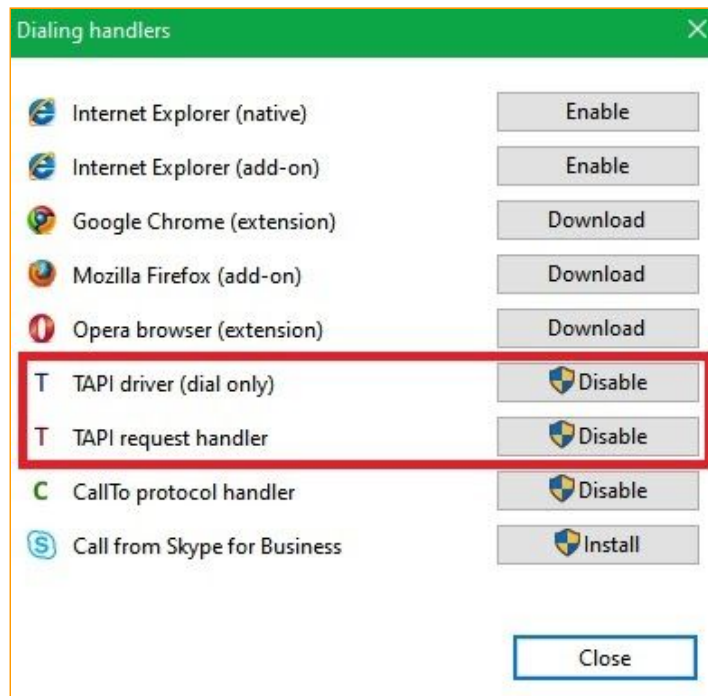 Dialing handlers
Internet Explorer (native) Enable
Internet Explorer (add-on) Enable
Google Chrome (extension) Download
Mozilla Firefox (add-on) Download
Opera browser (extension) Download
T TAPI driver (dial only) Disable
T TAPI request handler Disable
C CallTo protocol handler Disable
S Call from Skype for Business Install
Close